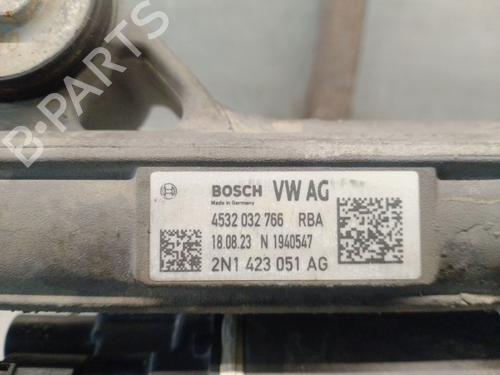 B-PARTS
BOSCH VW AG
Made in Germany
4532 032 766 RBA
18.08.23 N 1940547
2N1 423 051 AG